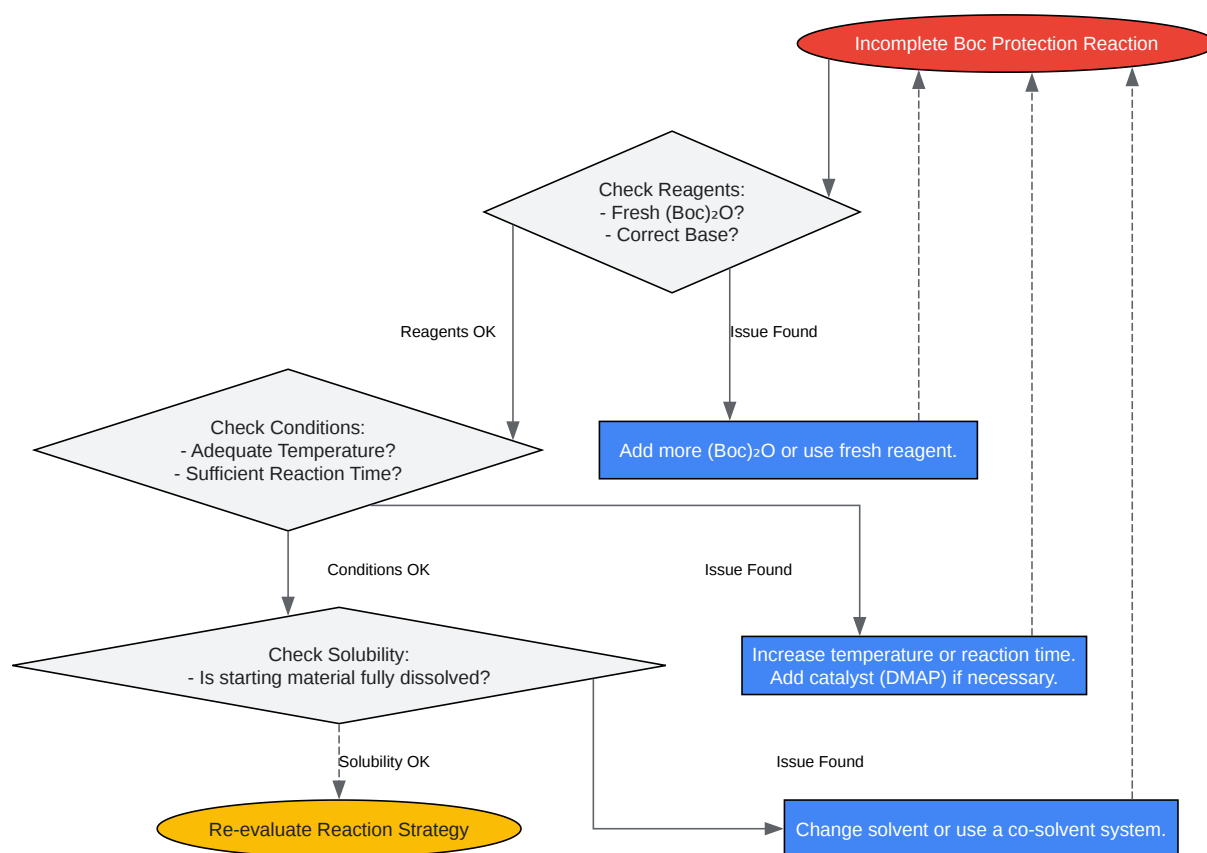 Incomplete Boc Protection Reaction
Check Reagents:
- Fresh (Boc)₂O?
- Correct Base?
Reagents OK
Issue Found
Check Conditions:
- Adequate Temperature?
- Sufficient Reaction Time?
Add more (Boc)₂O or use fresh reagent.
Conditions OK
Issue Found
Check Solubility:
- Is starting material fully dissolved?
Increase temperature or reaction time.
Add catalyst (DMAP) if necessary.
Solubility OK
Issue Found
Re-evaluate Reaction Strategy
Change solvent or use a co-solvent system.